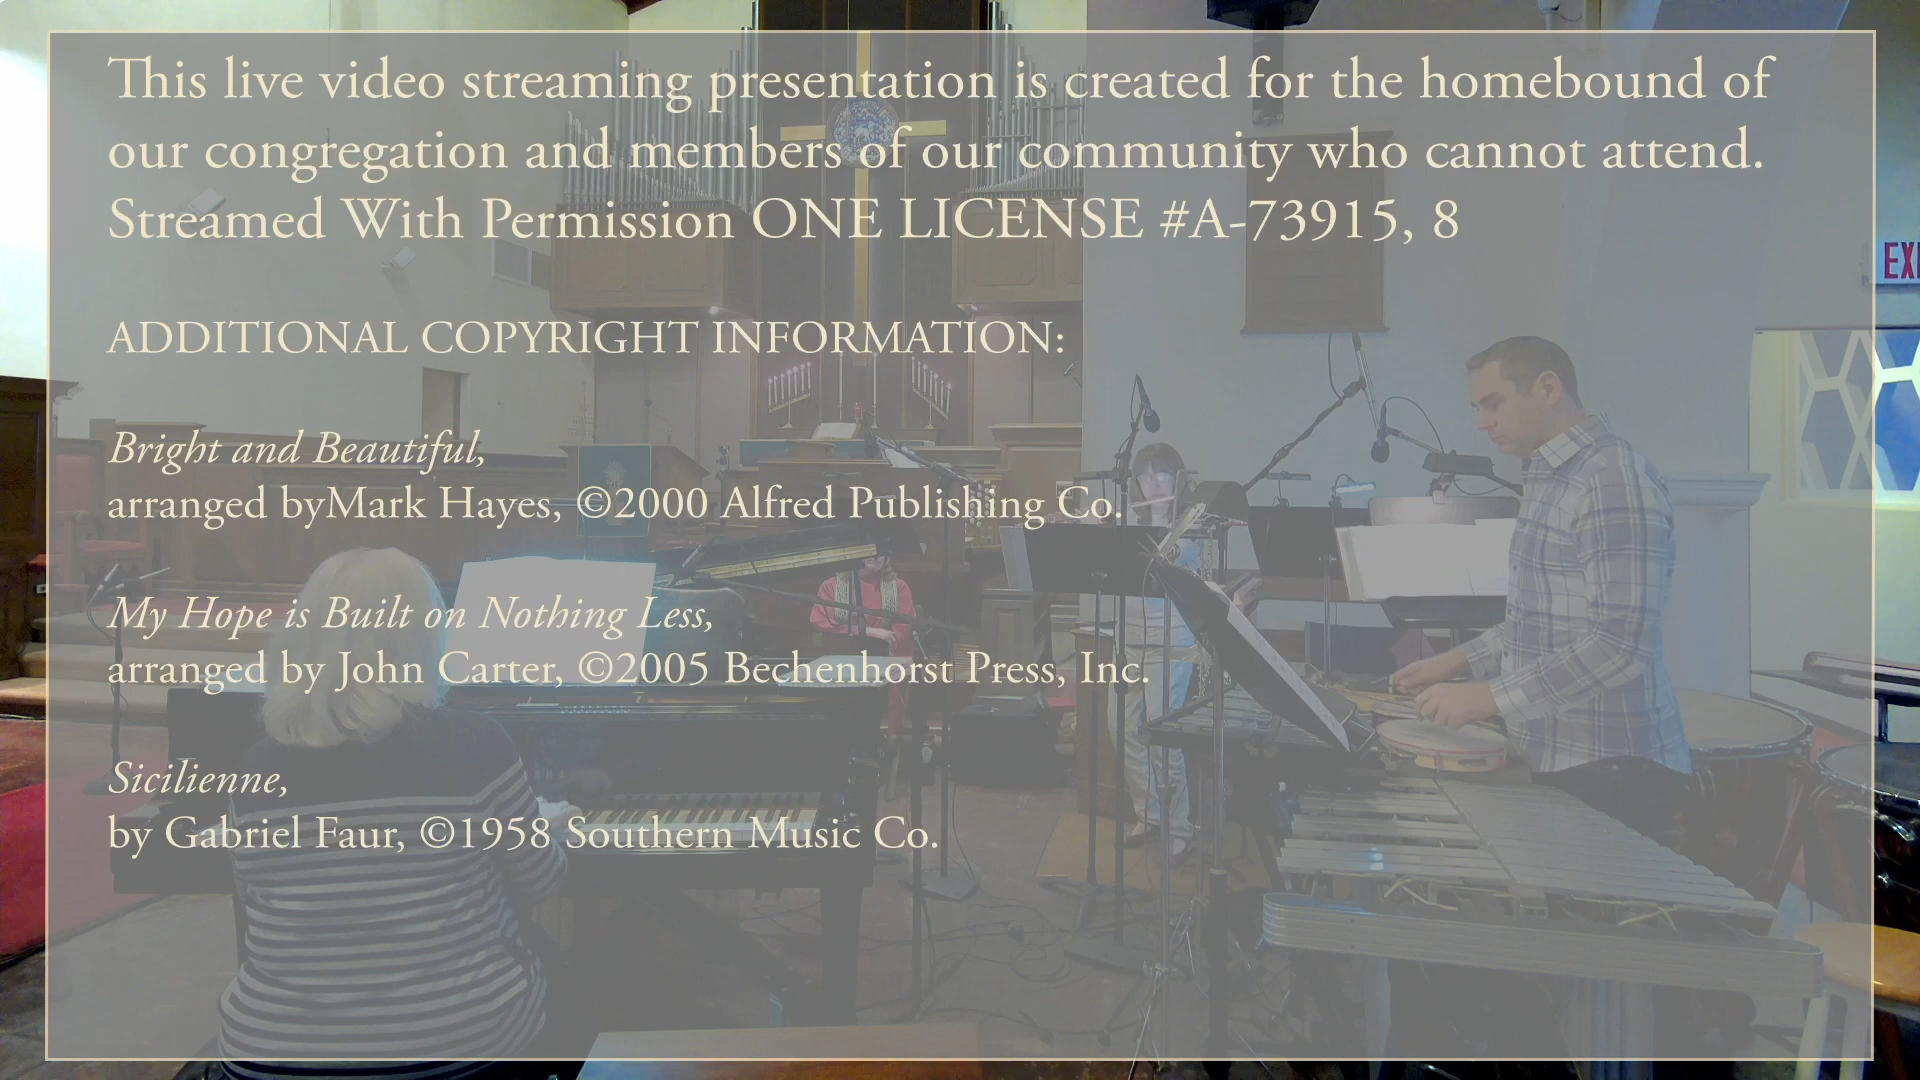 This live video streaming presentation is created for the homebound of
our congregation and members of our community who cannot attend.
Streamed With Permission ONE LICENSE #A-73915, 8
ADDITIONAL COPYRIGHT INFORMATION:
Bright and Beautiful,
arranged byMark Hayes, ©2000 Alfred Publishing Co.
My Hope is Built on Nothing Less,
arranged by John Carter, ©2005 Bechenhorst Press, Inc.
Sicilienne,
by Gabriel Faur, ©1958 Southern Music Co.
EXI